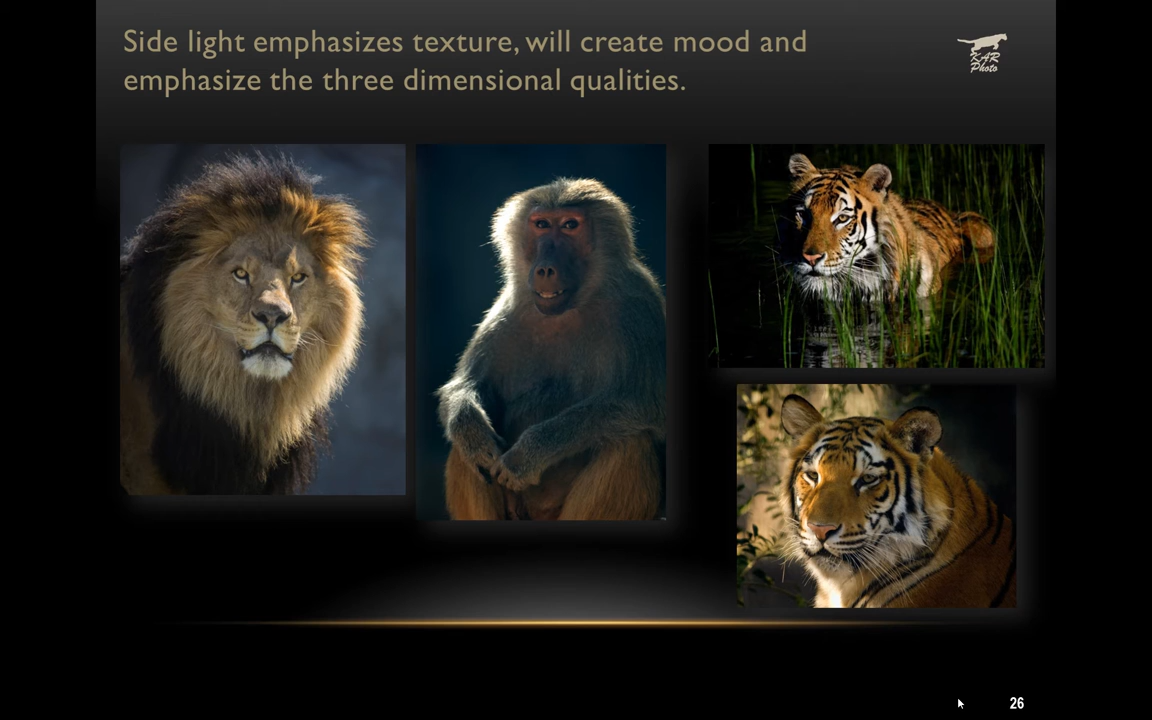 Side light emphasizes texture, will create mood and
emphasize the three dimensional qualities.
KAR
Photo
26